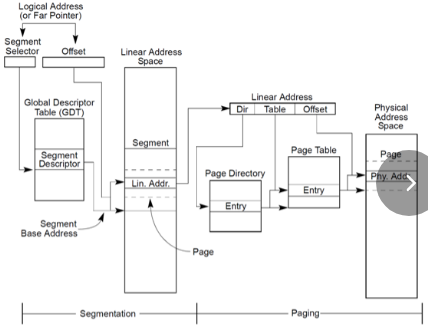 Logical Address
(or Far Pointer)
Segment
Selector
Offset
Linear Address
Space
Global Descriptor
Table (GDT)
Segment
Descriptor
Segment
Lin. Addr.
Segment
Base Address
Page
Linear Address
Dir
Table
Offset
Page Directory
Entry
Page Table
Entry
Physical
Address
Space
Page
Phy. Addr.
Segmentation
Paging